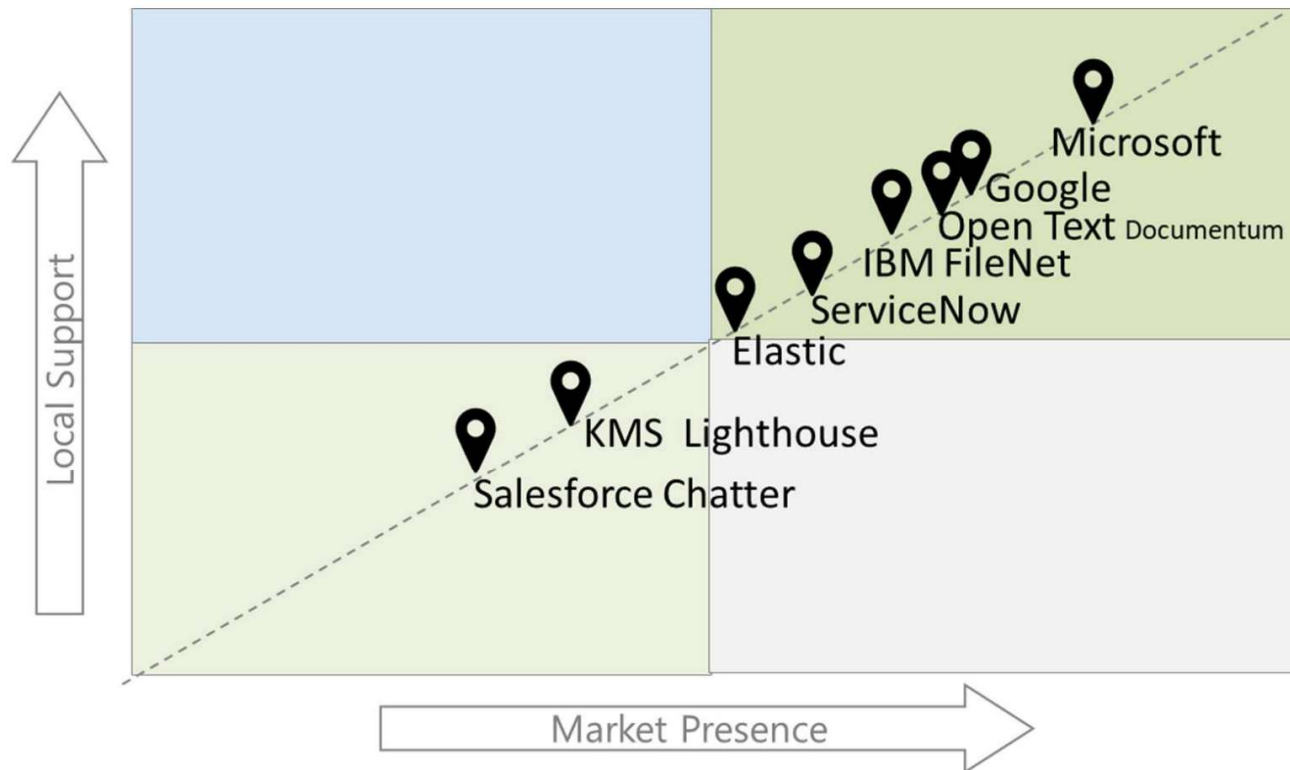 Microsoft
Google
Open Text Documentum
IBM FileNet
ServiceNow
Elastic
KMS Lighthouse
Salesforce Chatter
Local Support
Market Presence